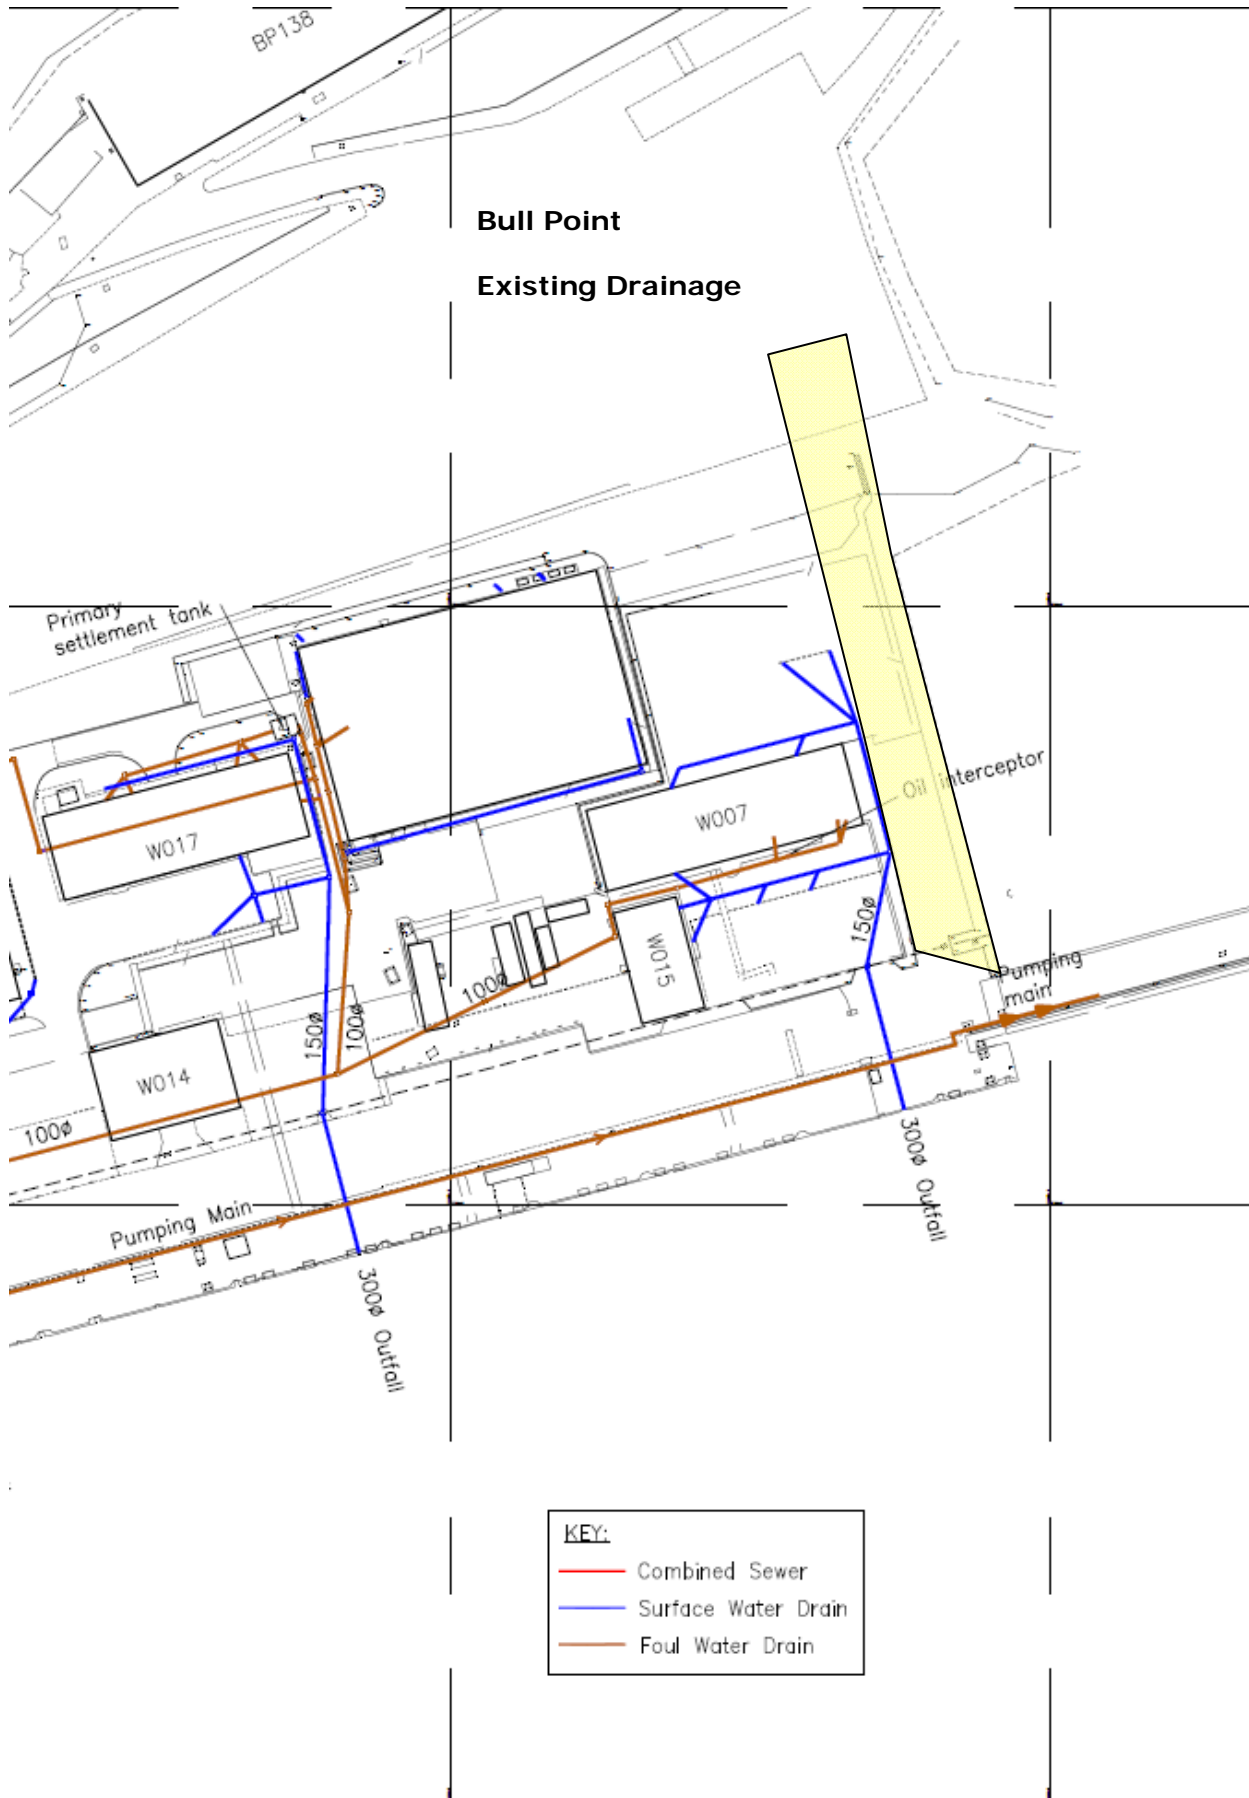 BP138
Bull Point
Existing Drainage
Primary
settlement tank
Oil interceptor
W007
W017
W015
150ø
100ø
Pumping
main
150ø
100ø
W014
100ø
300ø Outfall
Pumping Main
300ø Outfall
KEY:
Combined Sewer
Surface Water Drain
Foul Water Drain